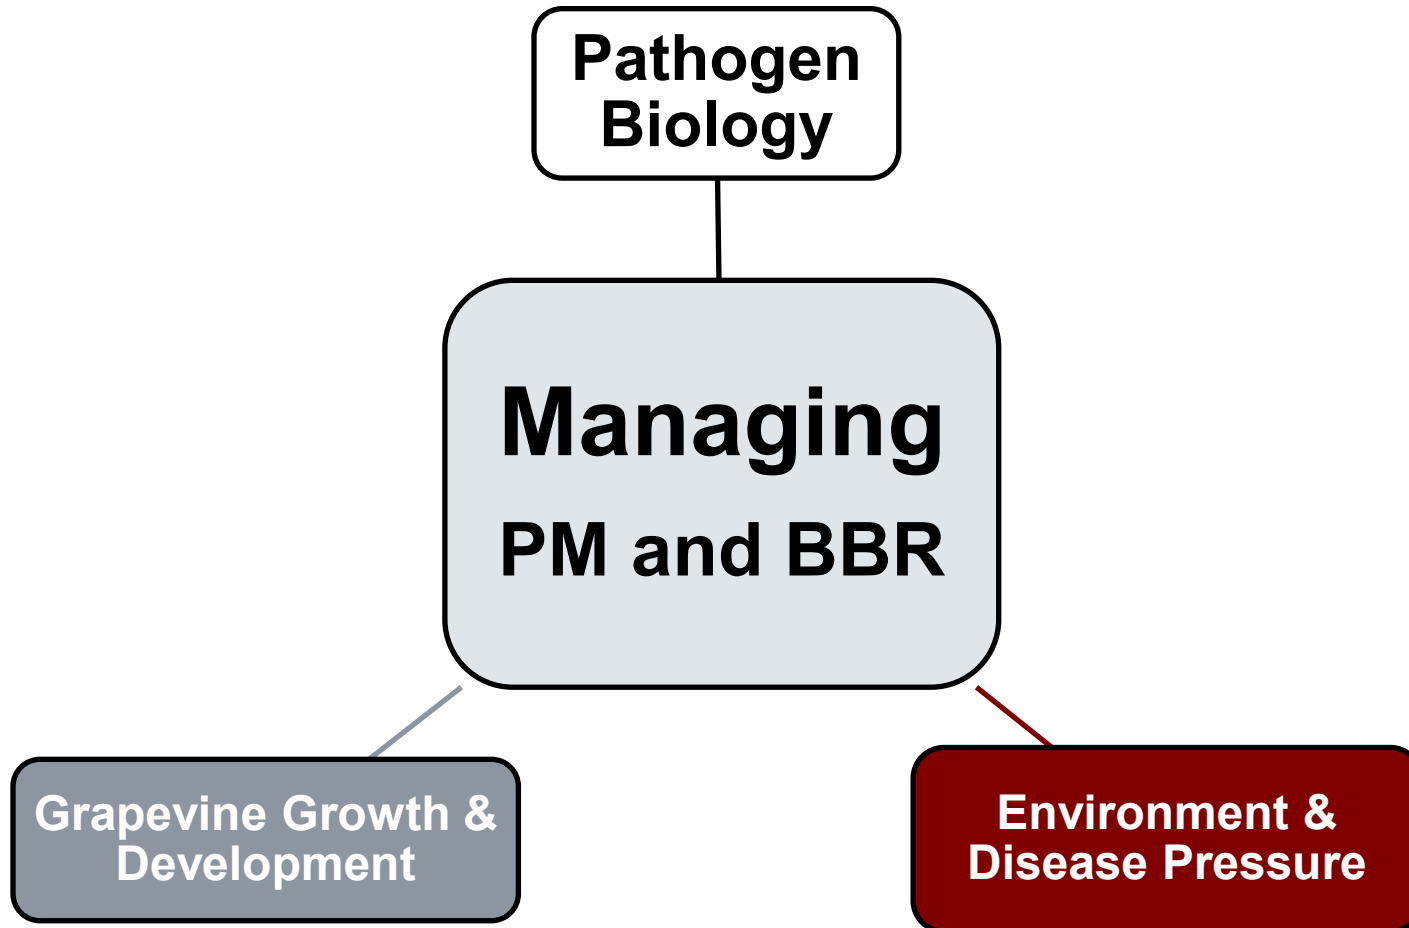 Pathogen
Biology
Managing
PM and BBR
Grapevine Growth &
Development
Environment &
Disease Pressure